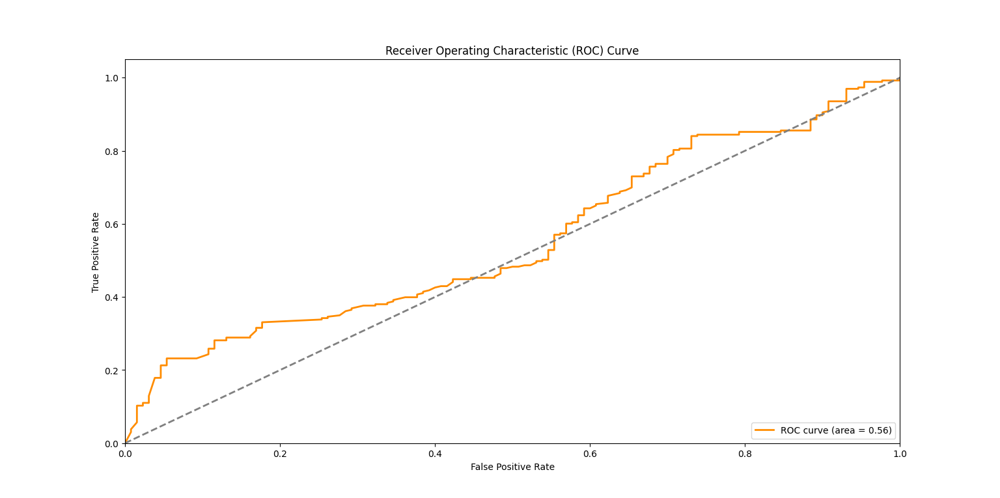 Receiver Operating Characteristic (ROC) Curve
1.0
0.8
0.6
0.4
0.2
0.0
True Positive Rate
ROC curve (area = 0.56)
0.0 0.2 0.4 0.6 0.8 1.0
False Positive Rate